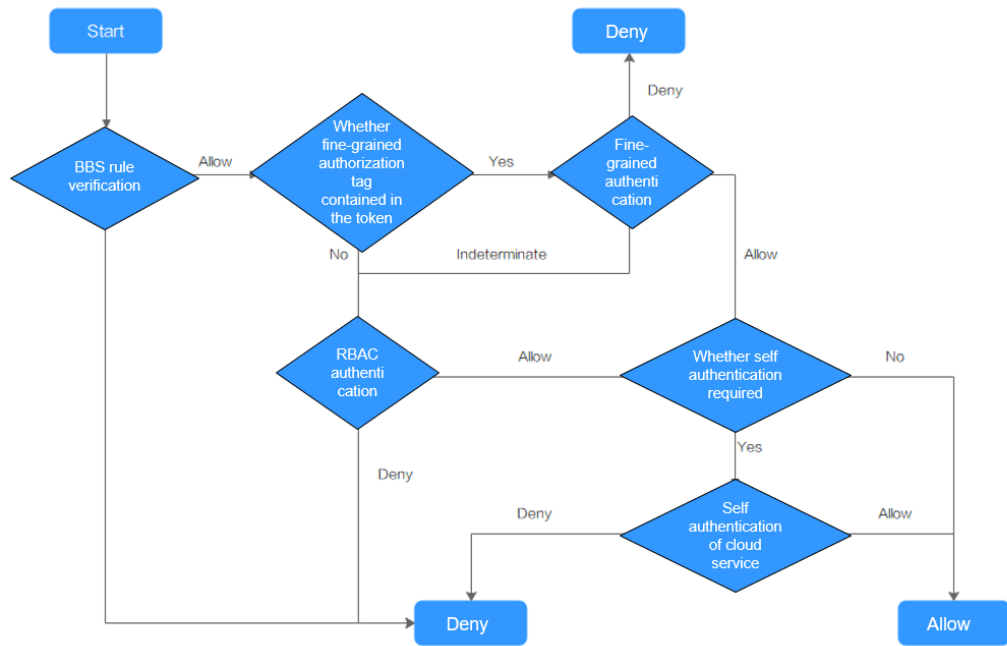 Start
Deny
Deny
BBS rule
verification
Allow
Whether
fine-grained
authorization
tag
contained in
the token
Yes
Fine-
grained
authenti
cation
No
Indeterminate
Allow
RBAC
authenti
cation
Allow
Whether self
authentication
required
No
Deny
Yes
Deny
Self
authentication
of cloud
service
Allow
Deny
Allow